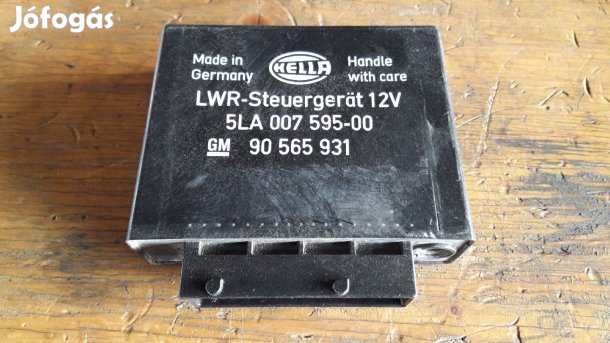 Jófogás
Made in
Germany
HELLA
Handle
with care
LWR-Steuergerät 12V
5LA 007 595-00
GM 90 565 931